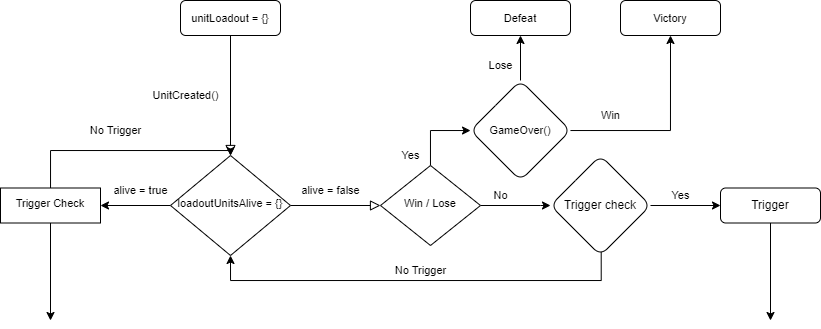 unitLoadout = {}
Defeat
Victory
Lose
UnitCreated()
Win
No Trigger
GameOver()
Yes
alive = true
alive = false
No
Yes
Trigger Check
loadoutUnitsAlive = {}
Win / Lose
Trigger check
Trigger
No Trigger